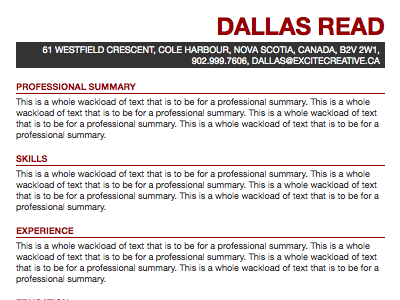 DALLAS READ
61 WESTFIELD CRESCENT, COLE HARBOUR, NOVA SCOTIA, CANADA, B2V 2W1,
902.999.7606, DALLAS@EXCITECREATIVE.CA
PROFESSIONAL SUMMARY
This is a whole wackload of text that is to be for a professional summary. This is a whole
wackload of text that is to be for a professional summary. This is a whole wackload of text
that is to be for a professional summary. This is a whole wackload of text that is to be for a
professional summary.
SKILLS
This is a whole wackload of text that is to be for a professional summary. This is a whole
wackload of text that is to be for a professional summary. This is a whole wackload of text
that is to be for a professional summary. This is a whole wackload of text that is to be for a
professional summary.
EXPERIENCE
This is a whole wackload of text that is to be for a professional summary. This is a whole
wackload of text that is to be for a professional summary. This is a whole wackload of text
that is to be for a professional summary. This is a whole wackload of text that is to be for a
professional summary.
EDUCATION